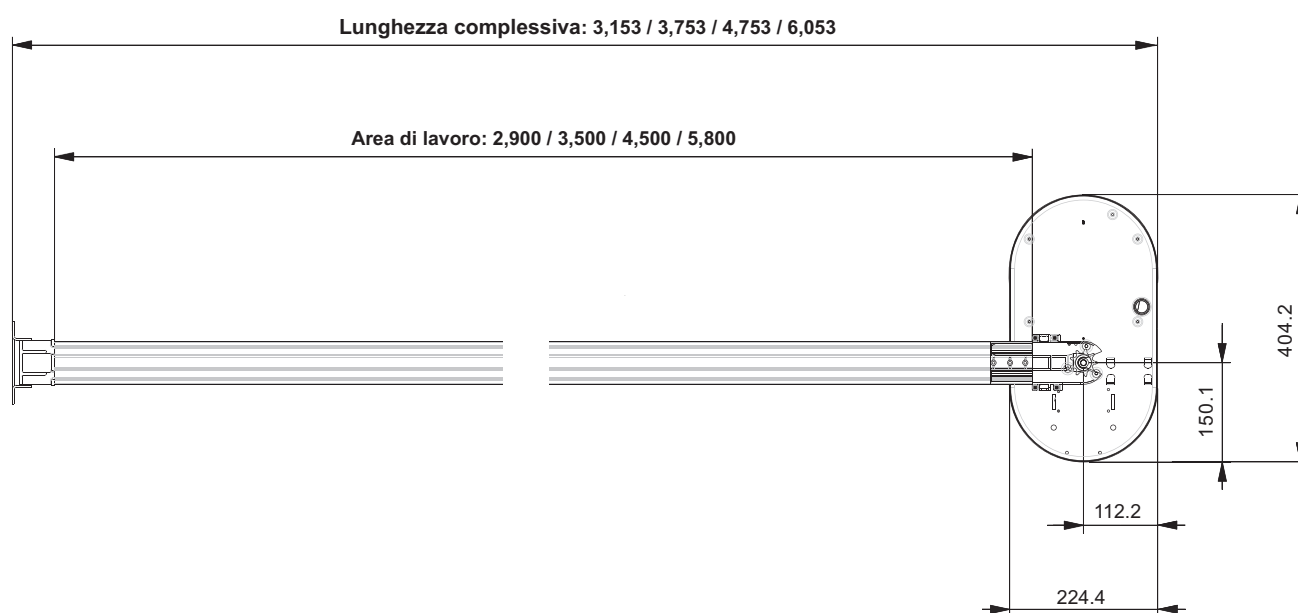 Lunghezza complessiva: 3,153 / 3,753 / 4,753 / 6,053
Area di lavoro: 2,900 / 3,500 / 4,500 / 5,800
404.2
150.1
112.2
224.4